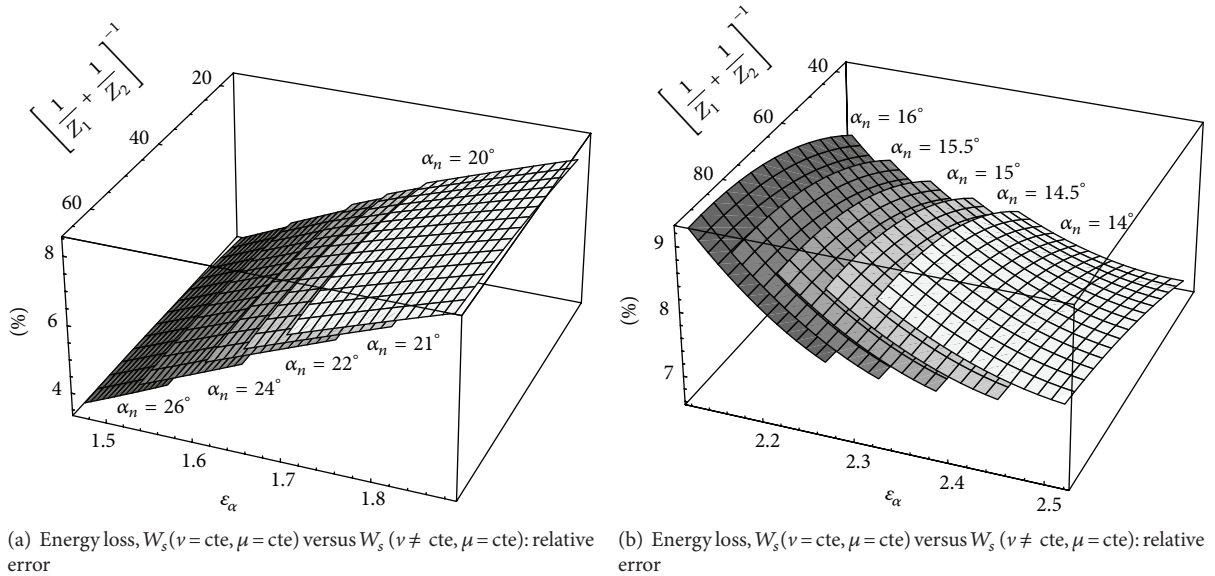 [1/Z₁ + 1/Z₂]⁻¹
20
40
60
8
6
4
(%)
αₙ = 20°
αₙ = 21°
αₙ = 22°
αₙ = 24°
αₙ = 26°
1.5
1.6
1.7
1.8
εα
(a) Energy loss, Wₛ(ν = cte, μ = cte) versus Wₛ (ν ≠ cte, μ = cte): relative
error
[1/Z₁ + 1/Z₂]⁻¹
40
60
80
9
8
7
(%)
αₙ = 16°
αₙ = 15.5°
αₙ = 15°
αₙ = 14.5°
αₙ = 14°
2.2
2.3
2.4
2.5
εα
(b) Energy loss, Wₛ(ν = cte, μ = cte) versus Wₛ (ν ≠ cte, μ = cte): relative
error